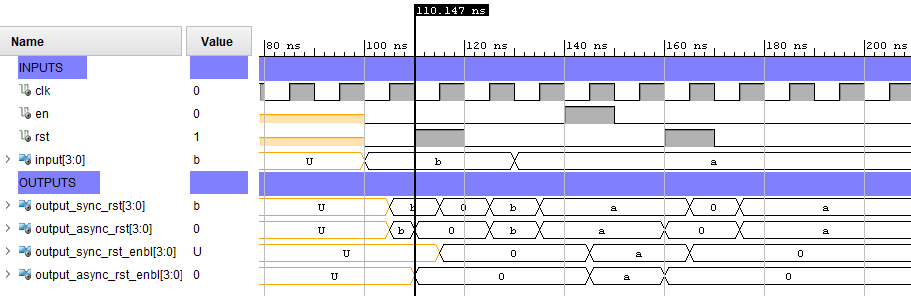 110.147 ns
Name Value 80 ns 100 ns 120 ns 140 ns 160 ns 180 ns 200 ns
INPUTS
clk 0
en 0
rst 1
input[3:0] b U b a
OUTPUTS
output_sync_rst[3:0] b U b 0 b a 0 a
output_async_rst[3:0] 0 U b 0 b a 0 a
output_sync_rst_enbl[3:0] U U 0 a 0
output_async_rst_enbl[3:0] 0 U 0 a 0